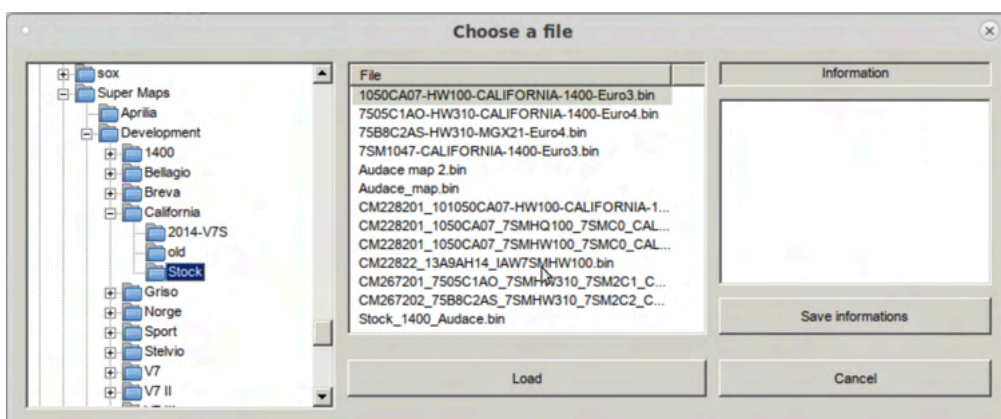 Choose a file
sox
Super Maps
Aprilia
Development
1400
Bellagio
Breva
California
2014-V7S
old
Stock
Griso
Norge
Sport
Stelvio
V7
V7 II
File
1050CA07-HW100-CALIFORNIA-1400-Euro3.bin
7505C1AO-HW310-CALIFORNIA-1400-Euro4.bin
75B8C2AS-HW310-MGX21-Euro4.bin
7SM1047-CALIFORNIA-1400-Euro3.bin
Audace map 2.bin
Audace_map.bin
CM228201_101050CA07-HW100-CALIFORNIA-1...
CM228201_1050CA07_7SMHQ100_7SMC0_CAL...
CM228201_1050CA07_7SMHW100_7SMC0_CAL...
CM22822_13A9AH14_IAW7SMHW100.bin
CM267201_7505C1AO_7SMHW310_7SM2C1_C...
CM267202_75B8C2AS_7SMHW310_7SM2C2_C...
Stock_1400_Audace.bin
Load
Information
Save informations
Cancel